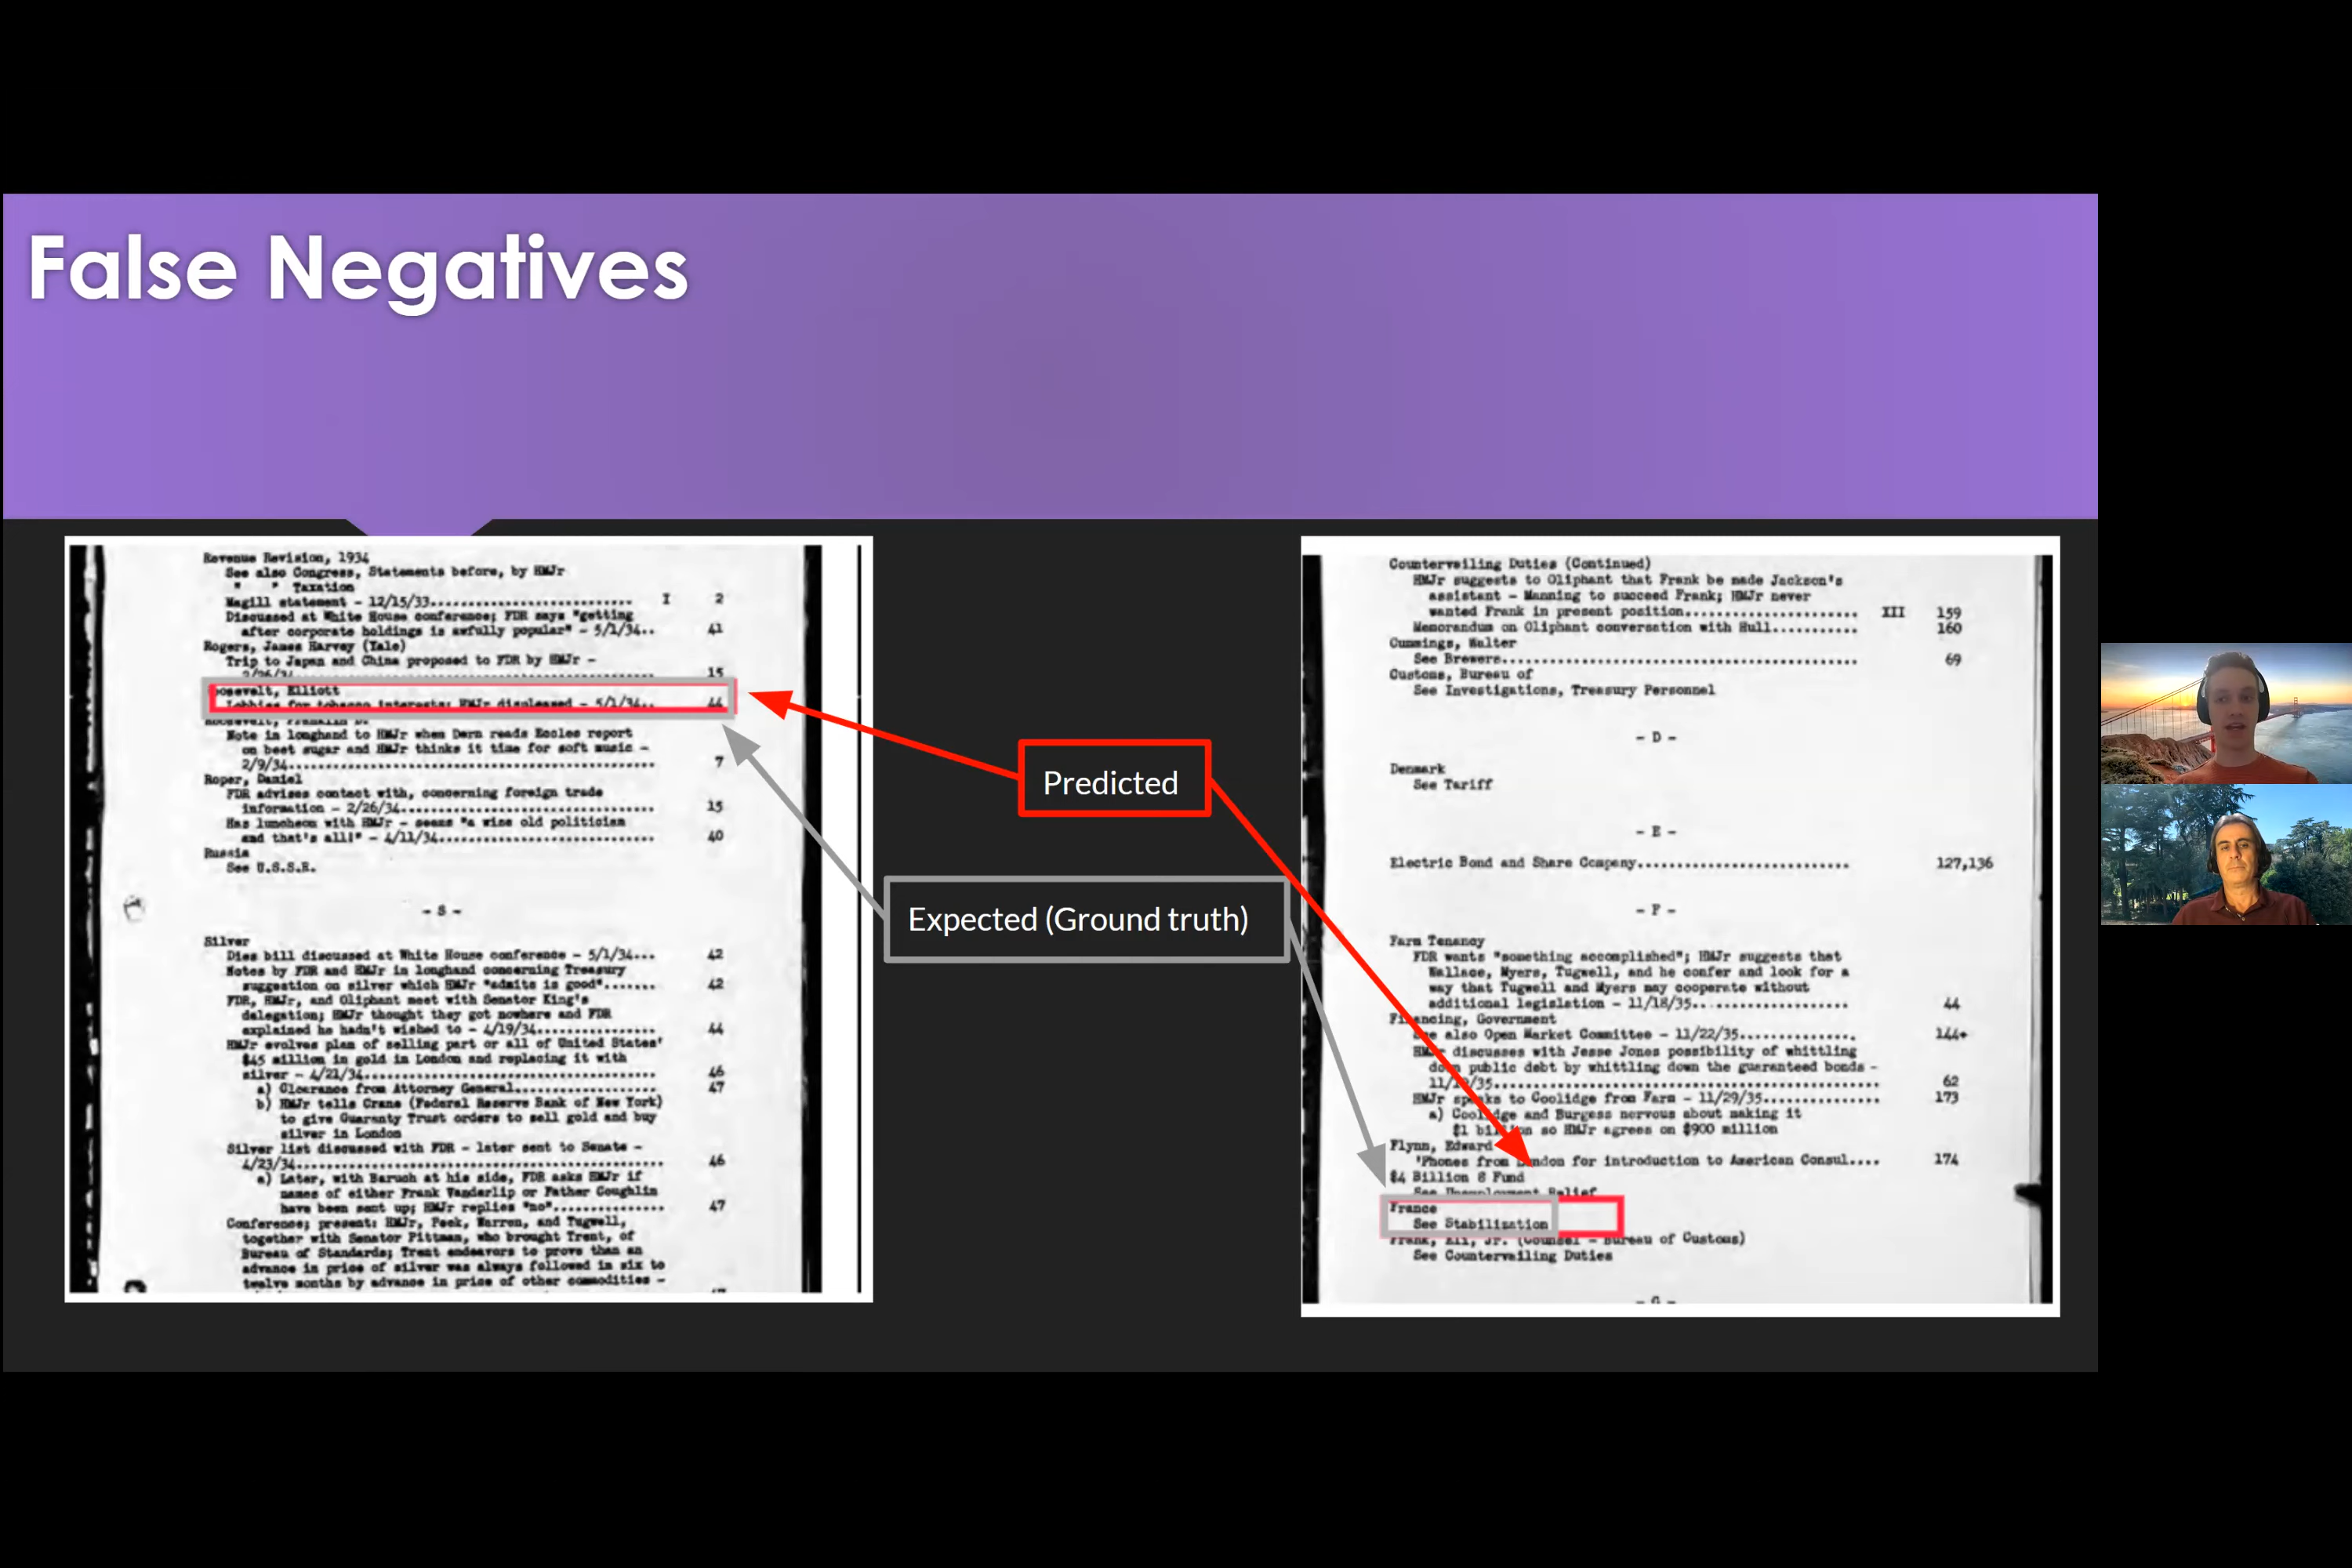 False Negatives
Revenue Revision, 1934
See also Congress, Statements before, by HMJr
"     "  Taxation
Magill statement - 12/15/33........................... I 2
Discussed at White House conference; FDR says "getting
after corporate holdings is awfully popular" - 5/1/34.. 41
Rogers, James Harvey (Yale)
Trip to Japan and China proposed to FDR by HMJr -
2/26/34 15
Roosevelt, Elliott
Lobbies for tobacco interests; HMJr displeased - 5/1/34.. 44
Roosevelt, Franklin D.
Note in longhand to HMJr when Dern reads Eccles report
on beet sugar and HMJr thinks it time for soft music -
2/9/34............................................... 7
Roper, Daniel
FDR advises contact with, concerning foreign trade
information - 2/26/34................................ 15
Has luncheon with HMJr - seems "a wise old politician
and that's all!" - 4/11/34........................... 40
Russia
See U.S.S.R.
- S -
Silver
Dies bill discussed at White House conference - 5/1/34... 42
Notes by FDR and HMJr in longhand concerning Treasury
suggestion on silver which HMJr "admits is good"....... 42
FDR, HMJr, and Oliphant meet with Senator King's
delegation; HMJr thought they got nowhere and FDR
explained he hadn't wished to - 4/19/34............... 44
HMJr evolves plan of selling part or all of United States'
$45 million in gold in London and replacing it with
silver - 4/21/34..................................... 46
a) Clearance from Attorney General................. 47
b) HMJr tells Crane (Federal Reserve Bank of New York)
to give Guaranty Trust orders to sell gold and buy
silver in London
Silver list discussed with FDR - later sent to Senate -
4/23/34............................................... 46
a) Later, with Baruch at his side, FDR asks HMJr if
names of either Frank Vanderlip or Father Coughlin
have been sent up; HMJr replies "no".............. 47
Conference; present: HMJr, Peek, Warren, and Tugwell,
together with Senator Pittman, who brought Trent, of
Bureau of Standards; Trent endeavors to prove than an
advance in price of silver was always followed in six to
twelve months by advance in price of other commodities -
47
Predicted
Expected (Ground truth)
Countervailing Duties (Continued)
HMJr suggests to Oliphant that Frank be made Jackson's
assistant - Manning to succeed Frank; HMJr never
wanted Frank in present position...................... XIII 159
Memorandum on Oliphant conversation with Hull........... 160
Cummings, Walter
See Brewers............................................. 69
Customs, Bureau of
See Investigations, Treasury Personnel
- D -
Denmark
See Tariff
- E -
Electric Bond and Share Company........................... 127,136
- F -
Farm Tenancy
FDR wants "something accomplished"; HMJr suggests that
Wallace, Myers, Tugwell, and he confer and look for a
way that Tugwell and Myers may cooperate without
additional legislation - 11/18/35.................... 44
Financing, Government
See also Open Market Committee - 11/22/35.............. 144+
HMJr discusses with Jesse Jones possibility of whittling
down public debt by whittling down the guaranteed bonds -
................................................. 62
HMJr speaks to Coolidge from Farm - 11/29/35............... 173
a) Coolidge and Burgess nervous about making it
$1 billion so HMJr agrees on $900 million
Flynn, Edward
'Phones from London for introduction to American Consul.... 174
$4 Billion 8 Fund
See Unemployment Relief
France
See Stabilization
Frank, Eli, Jr. (Counsel - Bureau of Customs)
See Countervailing Duties
- G -